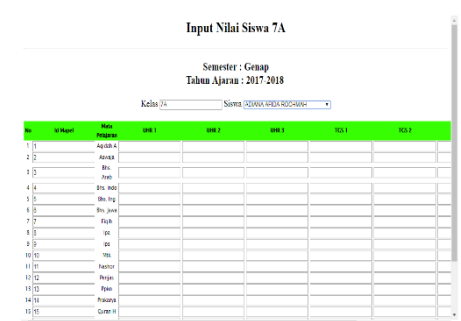 Input Nilai Siswa 7A
Semester : Genap
Tahun Ajaran : 2017-2018
Kelas 7A Siswa ADIANA ARIDA ROCHMAH
No Id Mapel Mata Pelajaran UHR 1 UHR 2 UHR 3 TCS 1 TCS 2
1 1 Aqidah A
2 2 Aswaja
3 3 Bhs. Arab
4 4 Bhs. Indo
5 5 Bhs. Ing
6 6 Bhs. Jawa
7 7 Fiqih
8 8 Ipa
9 9 Ips
10 10 Mtk
11 11 Nashor
12 12 Penjas
13 13 Ppkn
14 14 Prakarya
15 15 Quran H